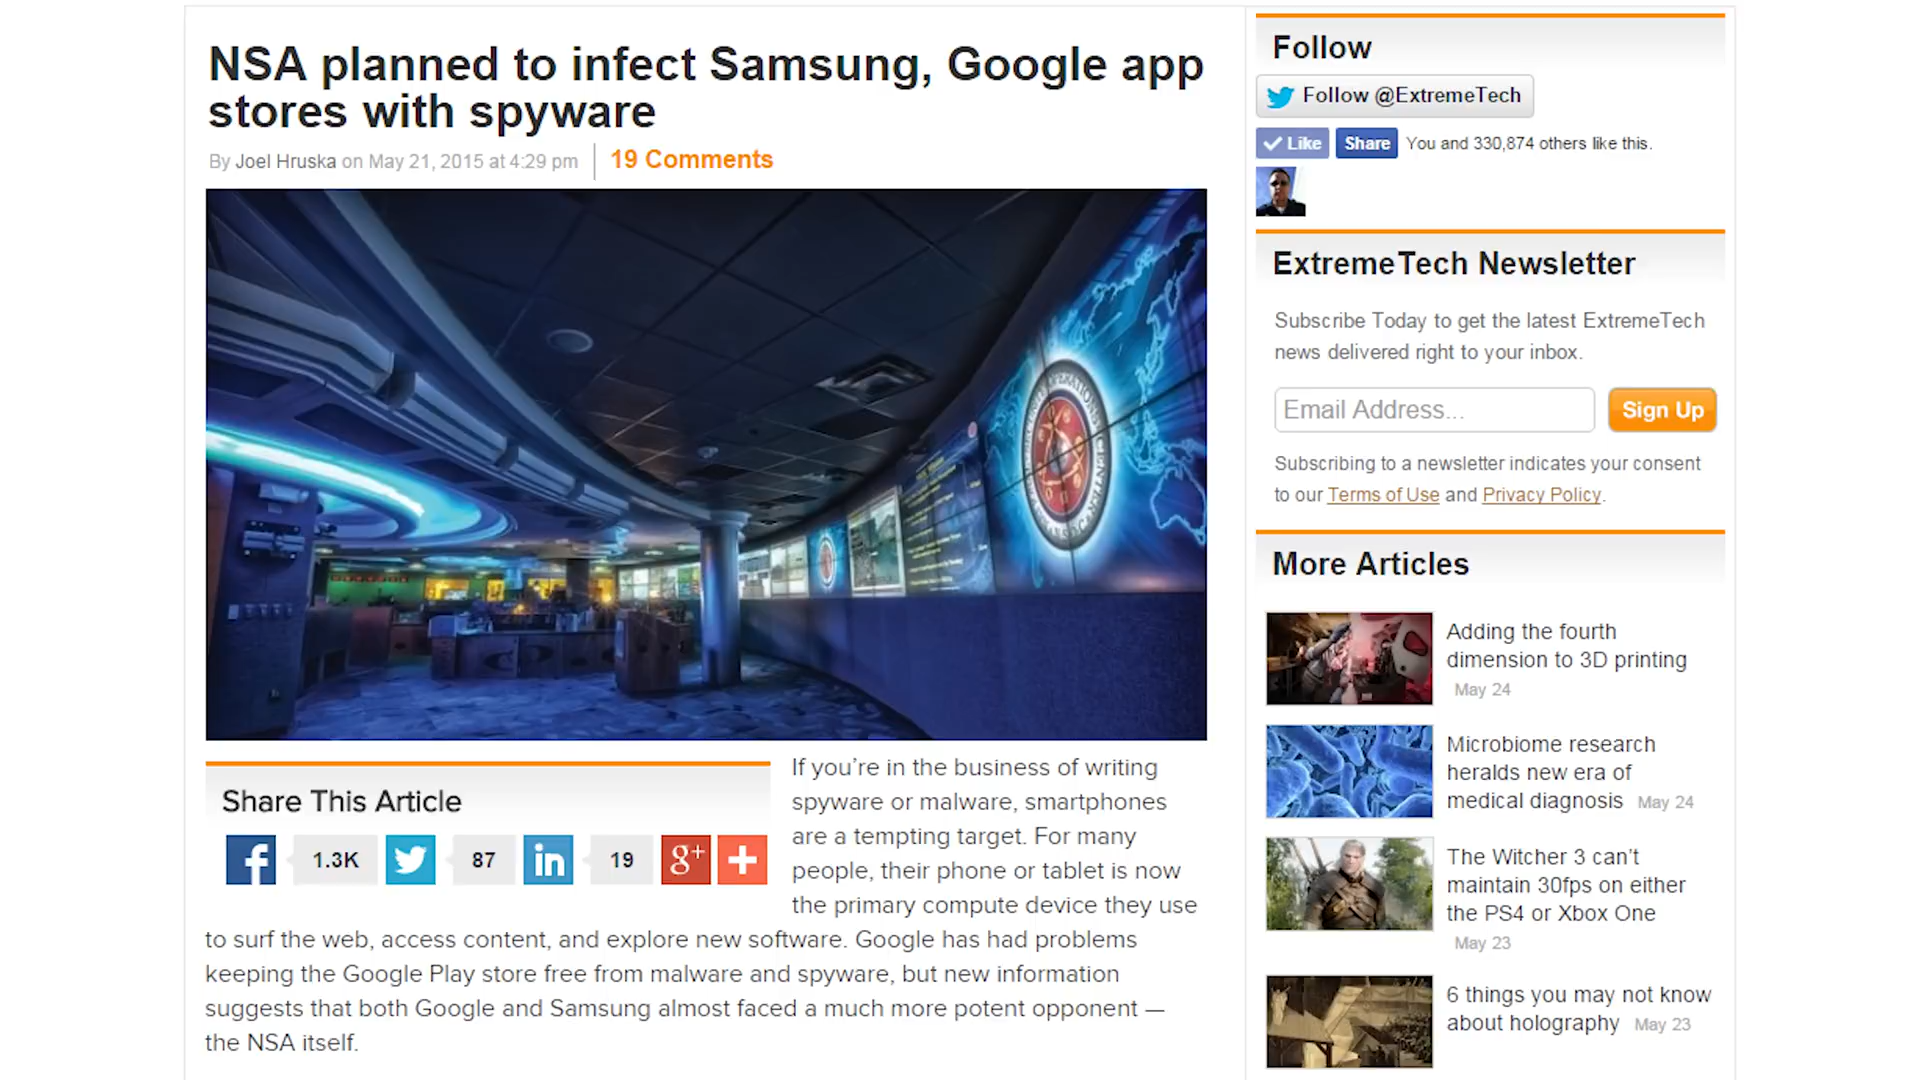 NSA planned to infect Samsung, Google app
stores with spyware
By Joel Hruska on May 21, 2015 at 4:29 pm
19 Comments
Share This Article
1.3K
87
in
19
g+
If you’re in the business of writing
spyware or malware, smartphones
are a tempting target. For many
people, their phone or tablet is now
the primary compute device they use
to surf the web, access content, and explore new software. Google has had problems
keeping the Google Play store free from malware and spyware, but new information
suggests that both Google and Samsung almost faced a much more potent opponent —
the NSA itself.
Follow
Follow @ExtremeTech
Like
Share
You and 330,874 others like this.
ExtremeTech Newsletter
Subscribe Today to get the latest ExtremeTech
news delivered right to your inbox.
Email Address...
Sign Up
Subscribing to a newsletter indicates your consent
to our Terms of Use and Privacy Policy.
More Articles
Adding the fourth
dimension to 3D printing
May 24
Microbiome research
heralds new era of
medical diagnosis May 24
The Witcher 3 can't
maintain 30fps on either
the PS4 or Xbox One
May 23
6 things you may not know
about holography May 23